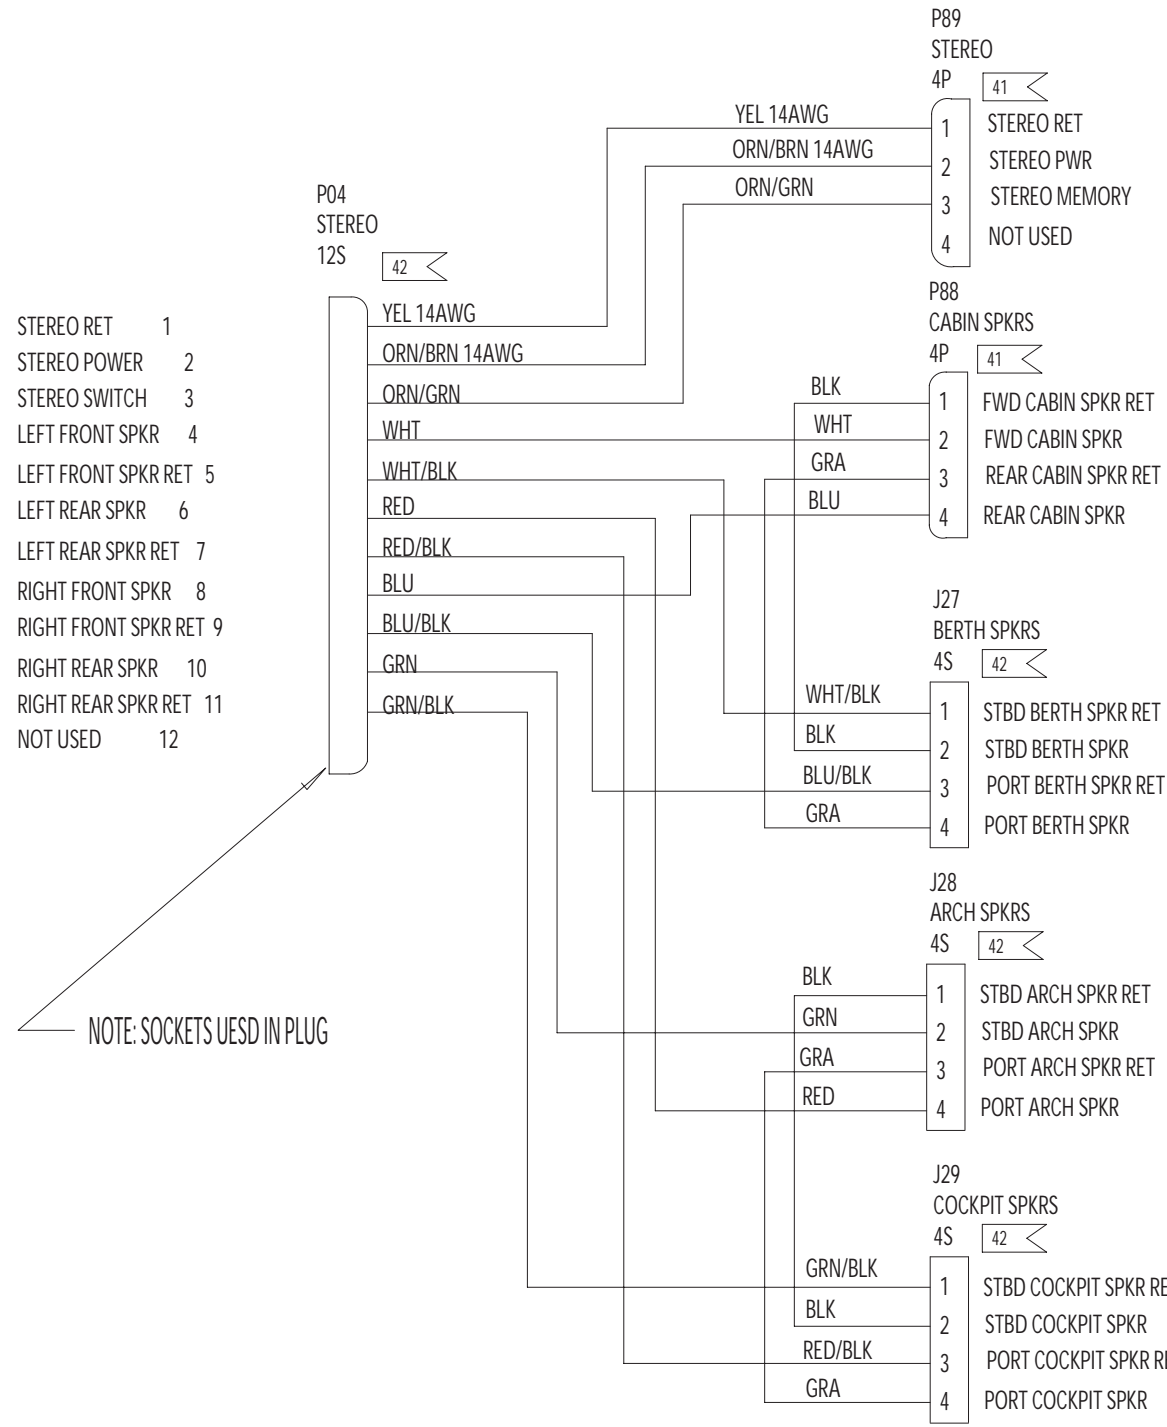 P89
STEREO
4P
41
YEL 14AWG
1 STEREO RET
ORN/BRN 14AWG
2 STEREO PWR
ORN/GRN
3 STEREO MEMORY
4 NOT USED
P04
STEREO
12S
42
STEREO RET 1
STEREO POWER 2
STEREO SWITCH 3
LEFT FRONT SPKR 4
LEFT FRONT SPKR RET 5
LEFT REAR SPKR 6
LEFT REAR SPKR RET 7
RIGHT FRONT SPKR 8
RIGHT FRONT SPKR RET 9
RIGHT REAR SPKR 10
RIGHT REAR SPKR RET 11
NOT USED 12
YEL 14AWG
ORN/BRN 14AWG
ORN/GRN
WHT
WHT/BLK
RED
RED/BLK
BLU
BLU/BLK
GRN
GRN/BLK
NOTE: SOCKETS UESD IN PLUG
P88
CABIN SPKRS
4P
41
BLK
1 FWD CABIN SPKR RET
WHT
2 FWD CABIN SPKR
GRA
3 REAR CABIN SPKR RET
BLU
4 REAR CABIN SPKR
J27
BERTH SPKRS
4S
42
WHT/BLK
1 STBD BERTH SPKR RET
BLK
2 STBD BERTH SPKR
BLU/BLK
3 PORT BERTH SPKR RET
GRA
4 PORT BERTH SPKR
J28
ARCH SPKRS
4S
42
BLK
1 STBD ARCH SPKR RET
GRN
2 STBD ARCH SPKR
GRA
3 PORT ARCH SPKR RET
RED
4 PORT ARCH SPKR
J29
COCKPIT SPKRS
4S
42
GRN/BLK
1 STBD COCKPIT SPKR RE
BLK
2 STBD COCKPIT SPKR
RED/BLK
3 PORT COCKPIT SPKR
GRA
4 PORT COCKPIT SPKR